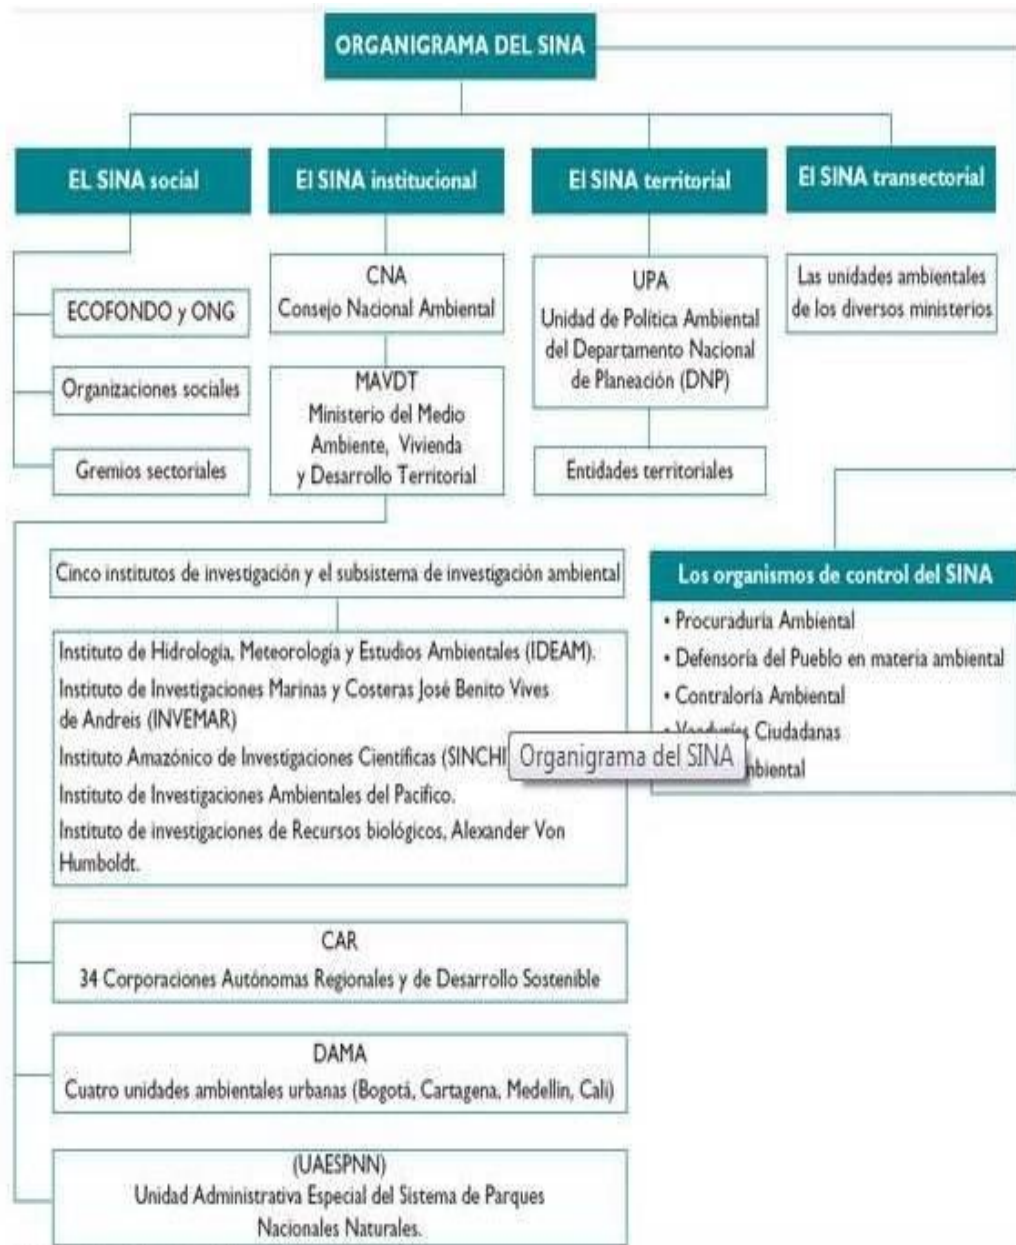 ORGANIGRAMA DEL SINA
EL SINA social
ECOFONDO y ONG
Organizaciones sociales
Gremios sectoriales
El SINA institucional
CNA
Consejo Nacional Ambiental
MAVDT
Ministerio del Medio
Ambiente, Vivienda
y Desarrollo Territorial
El SINA territorial
UPA
Unidad de Política Ambiental
del Departamento Nacional
de Planeación (DNP)
Entidades territoriales
El SINA transectorial
Las unidades ambientales
de los diversos ministerios
Cinco institutos de investigación y el subsistema de investigación ambiental
Instituto de Hidrología, Meteorología y Estudios Ambientales (IDEAM).
Instituto de Investigaciones Marinas y Costeras José Benito Vives
de Andreis (INVEMAR)
Instituto Amazónico de Investigaciones Científicas (SINCHI
Instituto de Investigaciones Ambientales del Pacífico.
Instituto de investigaciones de Recursos biológicos, Alexander Von
Humboldt.
Organigrama del SINA
Los organismos de control del SINA
• Procuraduría Ambiental
• Defensoría del Pueblo en materia ambiental
• Contraloría Ambiental
Ciudadanas
CAR
34 Corporaciones Autónomas Regionales y de Desarrollo Sostenible
DAMA
Cuatro unidades ambientales urbanas (Bogotá, Cartagena, Medellín, Cali)
(UAESPNN)
Unidad Administrativa Especial del Sistema de Parques
Nacionales Naturales.